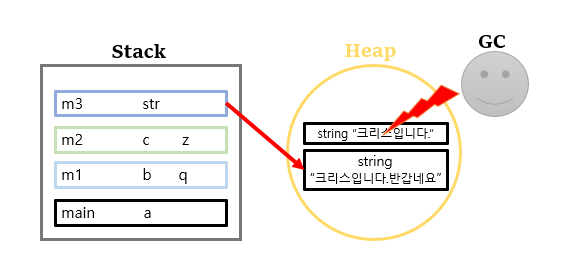 Stack
Heap
GC
m3 str
m2 c z
m1 b q
main a
string “크리스입니다.”
string
“크리스입니다.반갑네요”